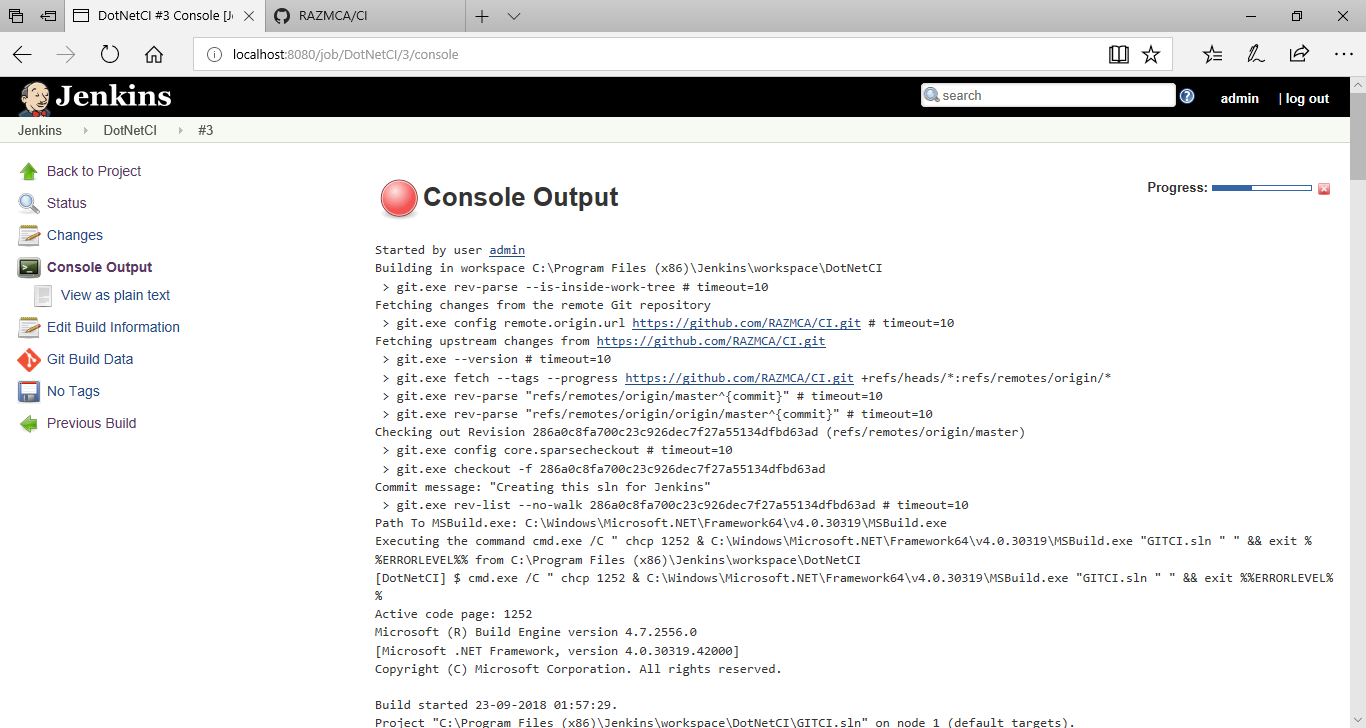 DotNetCI #3 Console [J
RAZMCA/CI
localhost:8080/job/DotNetCI/3/console
Jenkins
search
admin
| log out
Jenkins
DotNetCI
#3
Back to Project
Status
Changes
Console Output
View as plain text
Edit Build Information
Git Build Data
No Tags
Previous Build
Console Output
Progress:
Started by user admin
Building in workspace C:\Program Files (x86)\Jenkins\workspace\DotNetCI
> git.exe rev-parse --is-inside-work-tree # timeout=10
Fetching changes from the remote Git repository
> git.exe config remote.origin.url https://github.com/RAZMCA/CI.git # timeout=10
Fetching upstream changes from https://github.com/RAZMCA/CI.git
> git.exe --version # timeout=10
> git.exe fetch --tags --progress https://github.com/RAZMCA/CI.git +refs/heads/*:refs/remotes/origin/*
> git.exe rev-parse "refs/remotes/origin/master^{commit}" # timeout=10
> git.exe rev-parse "refs/remotes/origin/origin/master^{commit}" # timeout=10
Checking out Revision 286a0c8fa700c23c926dec7f27a55134dfbd63ad (refs/remotes/origin/master)
> git.exe config core.sparsecheckout # timeout=10
> git.exe checkout -f 286a0c8fa700c23c926dec7f27a55134dfbd63ad
Commit message: "Creating this sln for Jenkins"
> git.exe rev-list --no-walk 286a0c8fa700c23c926dec7f27a55134dfbd63ad # timeout=10
Path To MSBuild.exe: C:\Windows\Microsoft.NET\Framework64\v4.0.30319\MSBuild.exe
Executing the command cmd.exe /C " chcp 1252 & C:\Windows\Microsoft.NET\Framework64\v4.0.30319\MSBuild.exe "GITCI.sln " " && exit %
%ERRORLEVEL%% from C:\Program Files (x86)\Jenkins\workspace\DotNetCI
[DotNetCI] $ cmd.exe /C " chcp 1252 & C:\Windows\Microsoft.NET\Framework64\v4.0.30319\MSBuild.exe "GITCI.sln " " && exit %%ERRORLEVEL%
%
Active code page: 1252
Microsoft (R) Build Engine version 4.7.2556.0
[Microsoft .NET Framework, version 4.0.30319.42000]
Copyright (C) Microsoft Corporation. All rights reserved.
Build started 23-09-2018 01:57:29.
Project "C:\Program Files (x86)\Jenkins\workspace\DotNetCI\GITCI.sln" on node 1 (default targets).